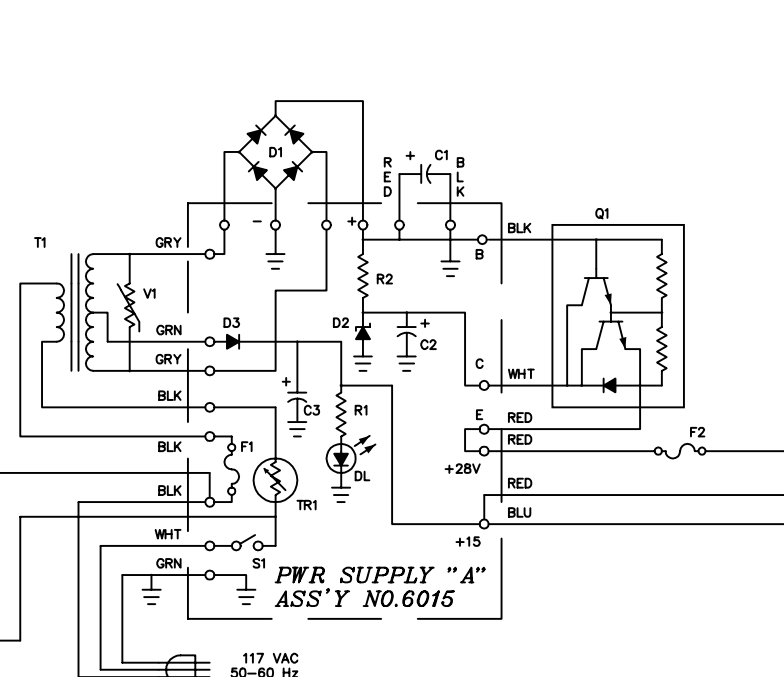 D1
+
C1
R
E
D
B
L
K
T1
GRY
−
+
BLK
Q1
B
V1
R2
GRN
D3
D2
+
C2
GRY
C
WHT
BLK
+
C3
R1
E
RED
BLK
F1
RED
F2
+28V
DL
BLK
TR1
RED
BLU
WHT
+15
GRN
S1
PWR SUPPLY "A"
ASS'Y NO.6015
117 VAC
50−60 Hz